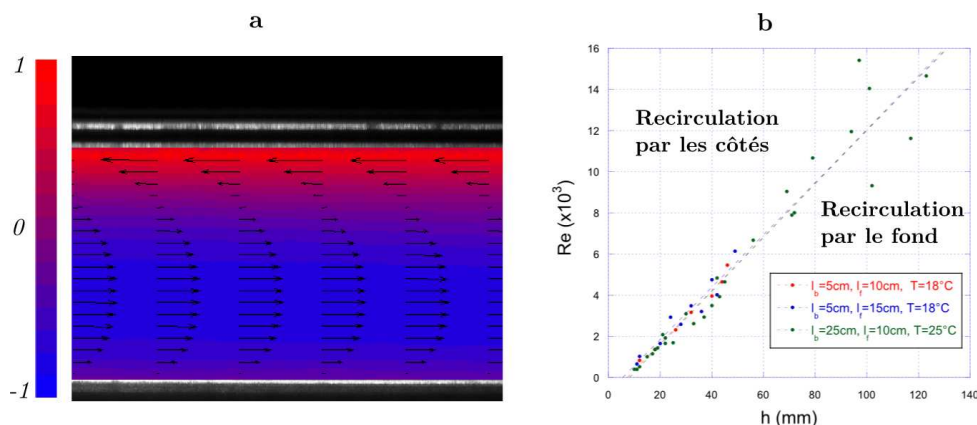 a
b
1
0
-1
Re (x10³)
16
14
12
10
8
6
4
2
0
Recirculation
par les côtés
Recirculation
par le fond
l_b=5cm, l_f=10cm, T=18°C
l_b=5cm, l_f=15cm, T=18°C
l_b=25cm, l_f=10cm, T=25°C
0 20 40 60 80 100 120 140
h (mm)